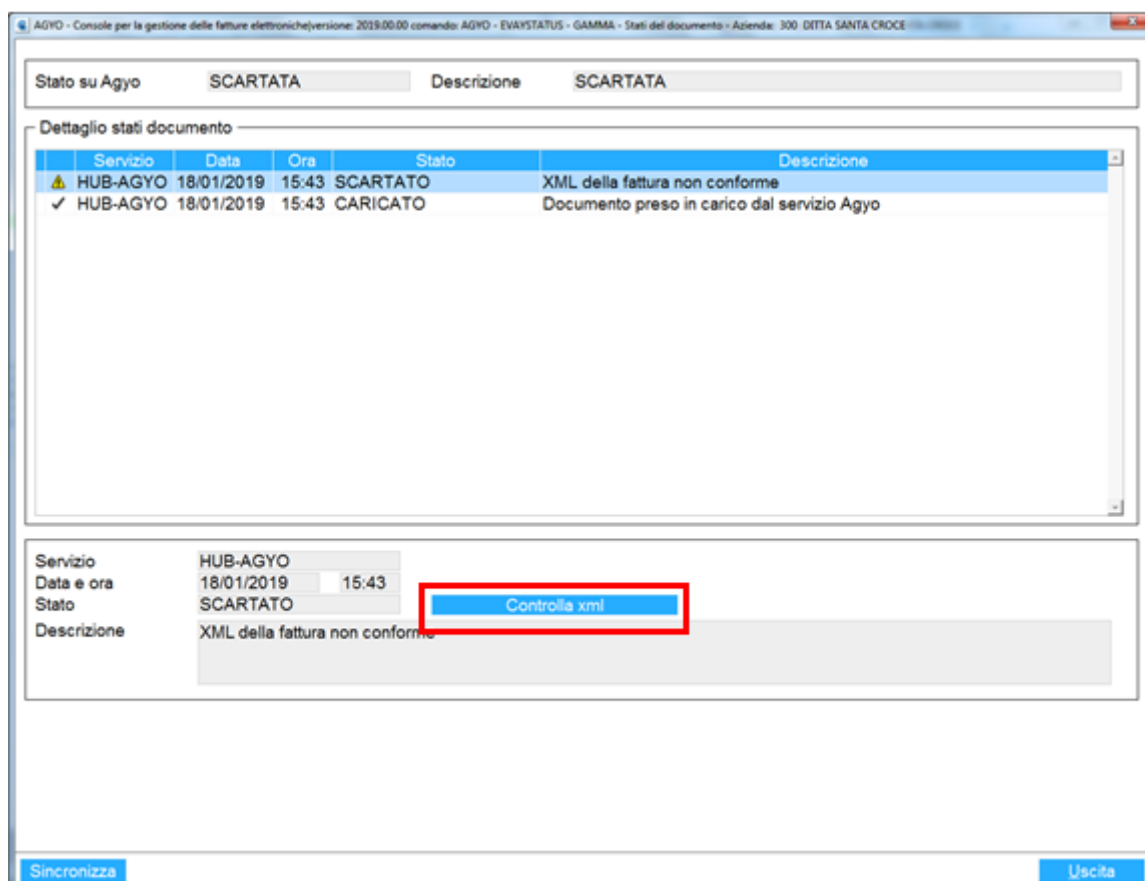 AGYO - Console per la gestione delle fatture elettroniche|versione: 2019.00.00 comando: AGYO - EVAYSTATUS - GAMMA - Stati del documento - Azienda: 300 DITTA SANTA CROCE
Stato su Agyo SCARTATA Descrizione SCARTATA
Dettaglio stati documento
Servizio Data Ora Stato Descrizione
HUB-AGYO 18/01/2019 15:43 SCARTATO XML della fattura non conforme
HUB-AGYO 18/01/2019 15:43 CARICATO Documento preso in carico dal servizio Agyo
Servizio HUB-AGYO
Data e ora 18/01/2019 15:43
Stato SCARTATO Controlla xml
Descrizione XML della fattura non conforme
Sincronizza Uscita